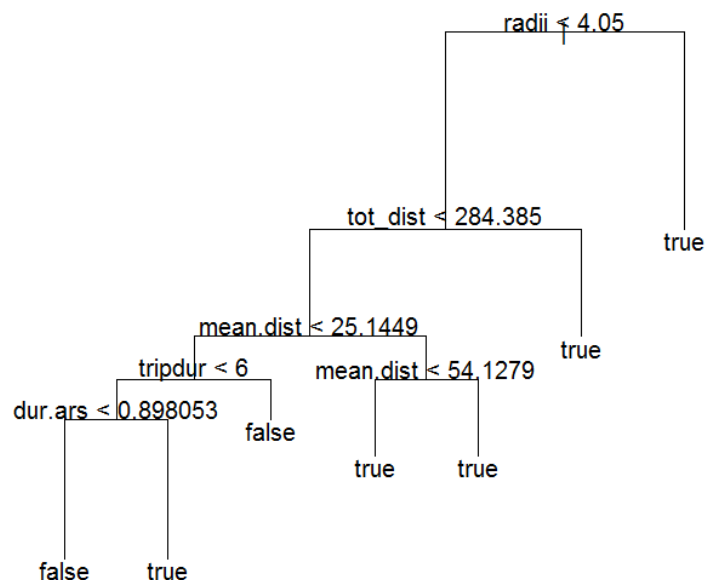 radii < 4.05
tot_dist < 284.385
true
mean.dist < 25.1449
true
tripdur < 6
mean.dist < 54.1279
dur.ars < 0.898053
false
true
true
false
true